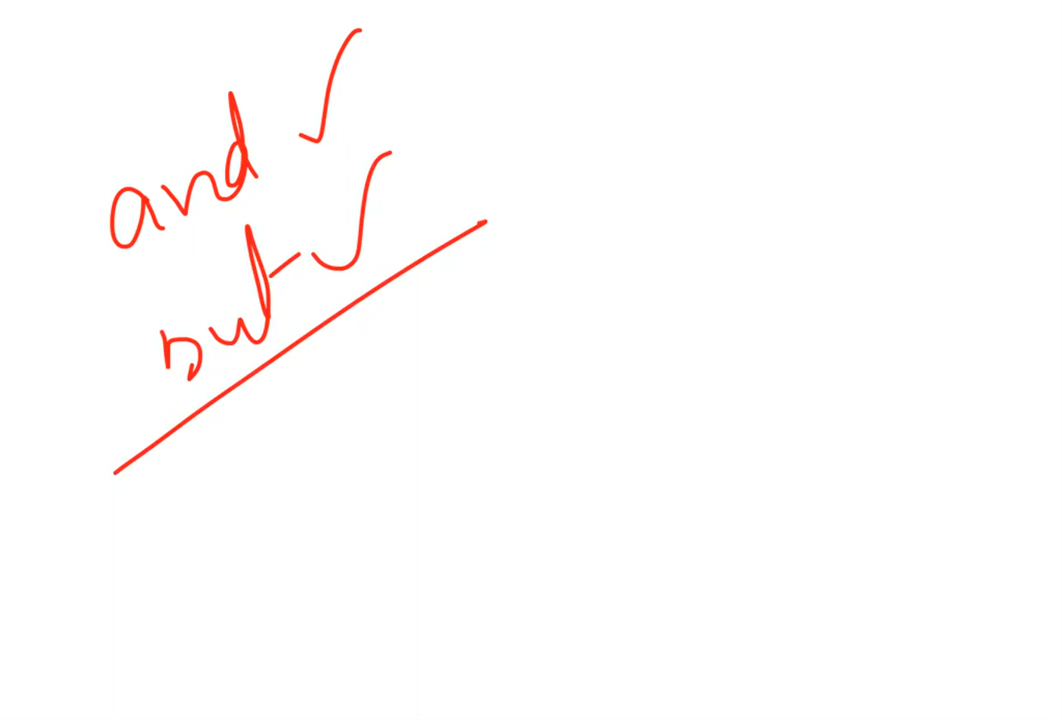 and ✓
but ✓